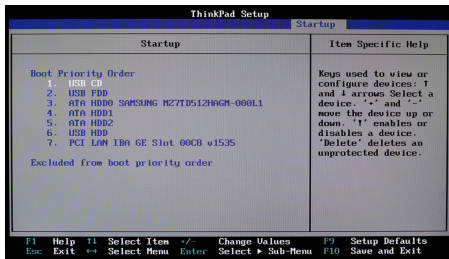 ThinkPad Setup
Startup
Startup
Item Specific Help
Boot Priority Order
1. USB CD
2. USB FDD
3. ATA HDD0 SAMSUNG MZ7TD512HAGM-000L1
4. ATA HDD1
5. ATA HDD2
6. USB HDD
7. PCI LAN IBA GE Slot 00C8 v1535
Excluded from boot priority order
Keys used to view or
configure devices: ↑
and ↓ arrows Select a
device. '+' and '-'
move the device up or
down. '!' enables or
disables a device.
'Delete' deletes an
unprotected device.
F1 Help ↑↓ Select Item +/- Change Values F9 Setup Defaults
Esc Exit ↔ Select Menu Enter Select ► Sub-Menu F10 Save and Exit